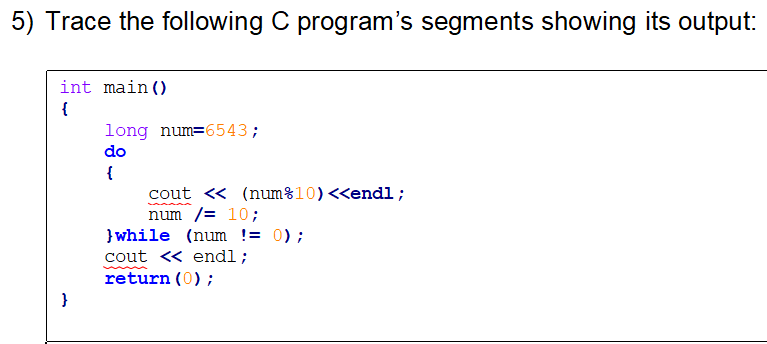 5) Trace the following C program's segments showing its output:
int main()
{
long num=6543;
do
{
cout << (num%10)<<endl;
num /= 10;
}while (num != 0);
cout << endl;
return(0);
}